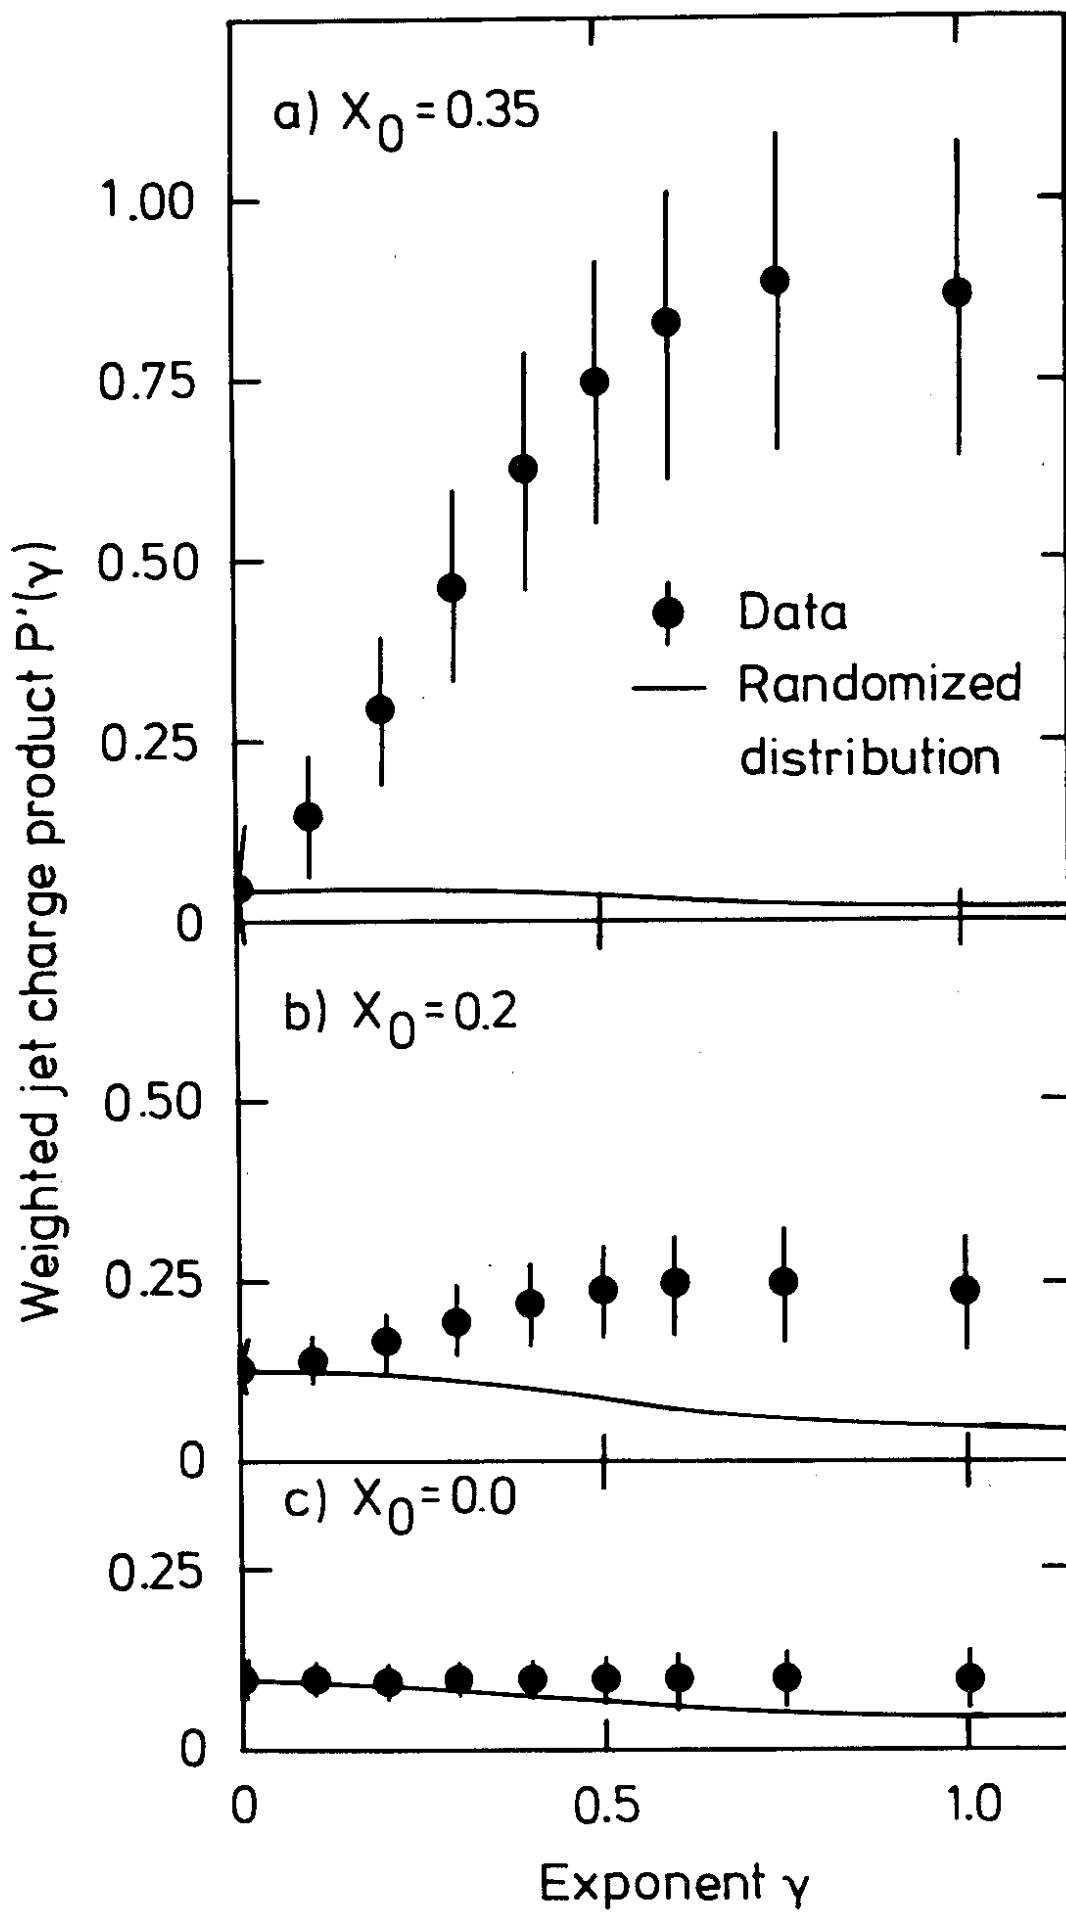 a) X₀ = 0.35
1.00
0.75
0.50
0.25
0
Data
Randomized
distribution
b) X₀ = 0.2
0.50
0.25
0
c) X₀ = 0.0
0.25
0
0 0.5 1.0
Exponent γ
Weighted jet charge product P'(γ)